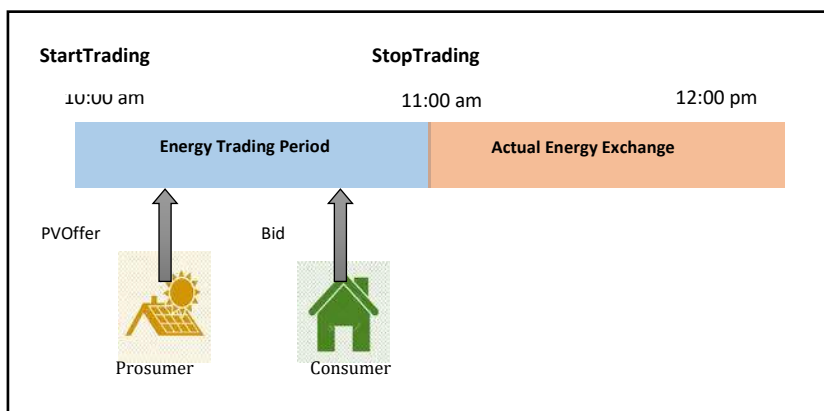 StartTrading
StopTrading
10:00 am
11:00 am
12:00 pm
Energy Trading Period
Actual Energy Exchange
PVOffer
Bid
Prosumer
Consumer